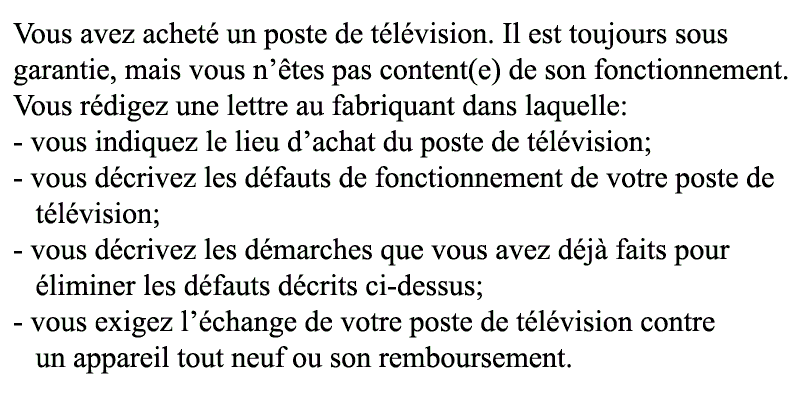 Vous avez acheté un poste de télévision. Il est toujours sous
garantie, mais vous n’êtes pas content(e) de son fonctionnement.
Vous rédigez une lettre au fabriquant dans laquelle:
- vous indiquez le lieu d’achat du poste de télévision;
- vous décrivez les défauts de fonctionnement de votre poste de
télévision;
- vous décrivez les démarches que vous avez déjà faits pour
éliminer les défauts décrits ci-dessus;
- vous exigez l’échange de votre poste de télévision contre
un appareil tout neuf ou son remboursement.